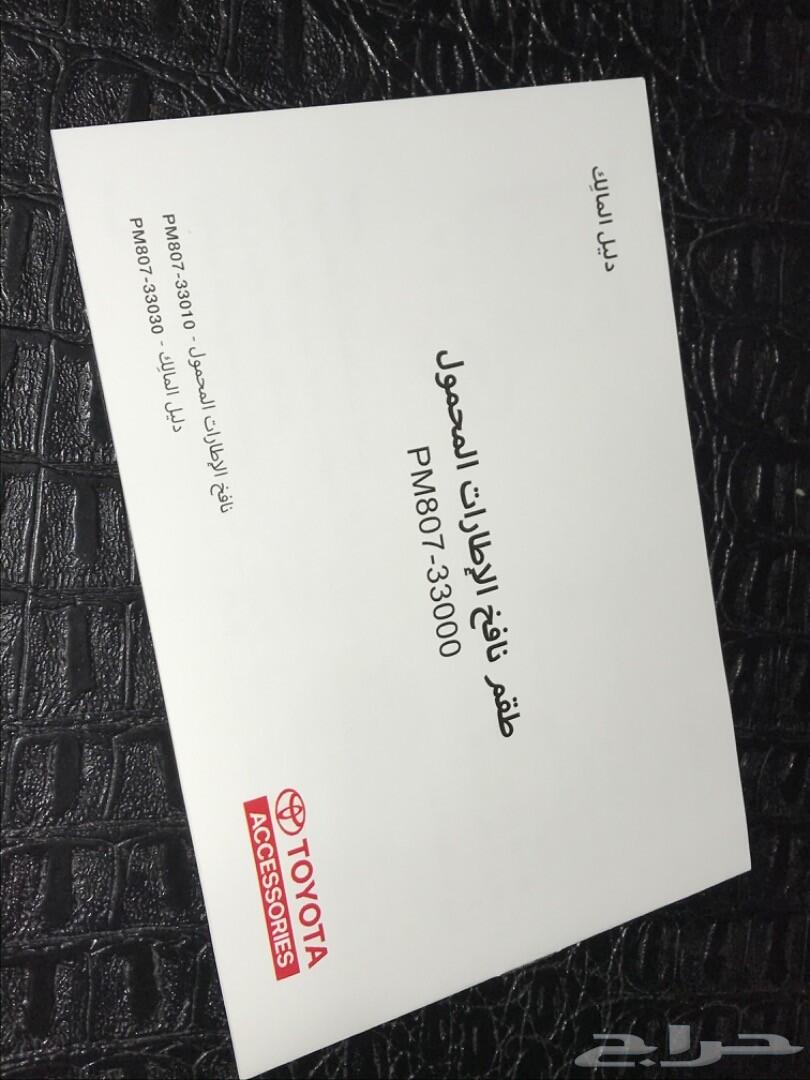 دليل المالك
طقم نافخ الإطارات المحمول
PM807-33000
نافخ الإطارات المحمول - PM807-33010
دليل المالك - PM807-33030
TOYOTA
ACCESSORIES
حراج